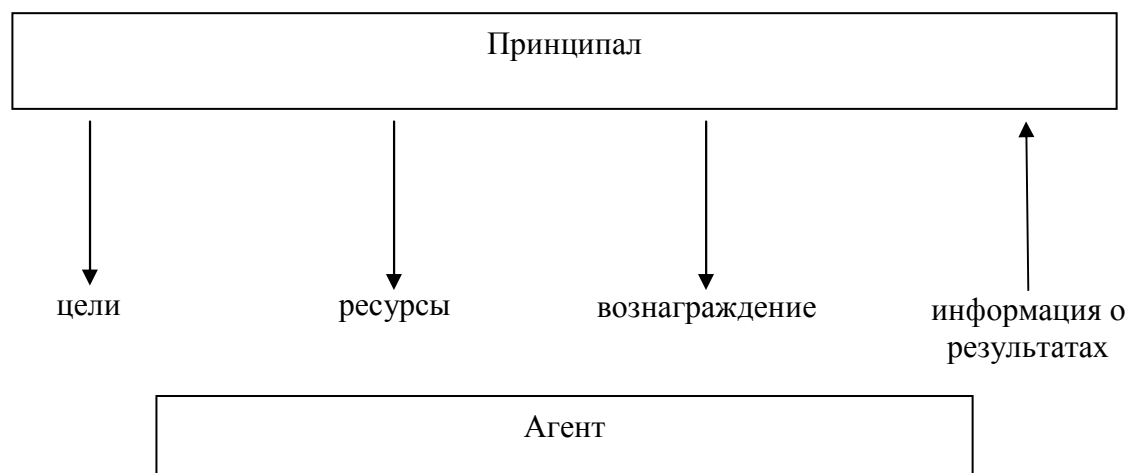 Принципал
цели
ресурсы
вознаграждение
информация о
результатах
Агент